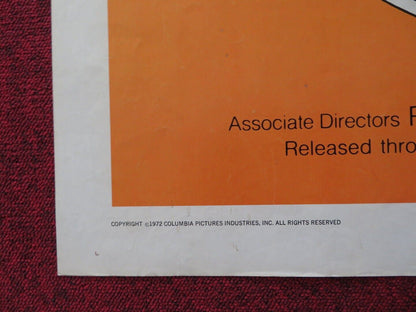 Associate Directors
Released thro
COPYRIGHT ©1972 COLUMBIA PICTURES INDUSTRIES, INC. ALL RIGHTS RESERVED